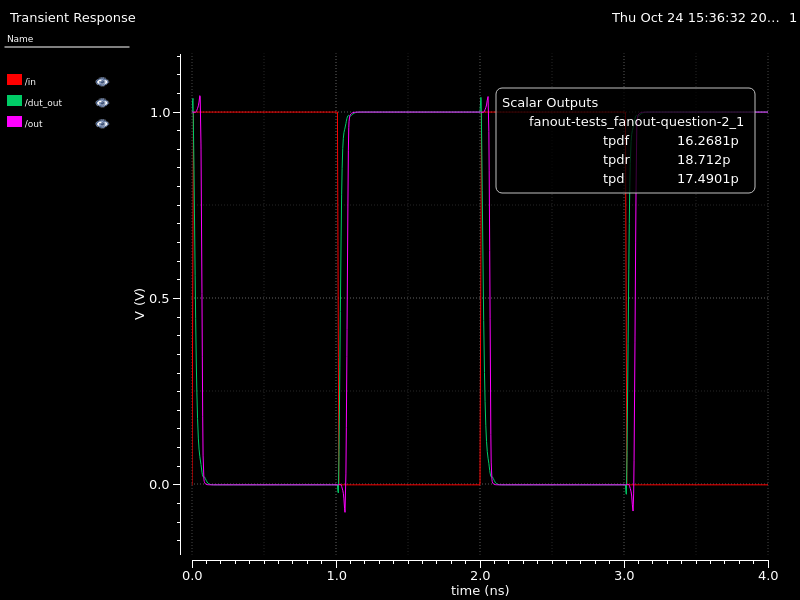 Transient Response
Thu Oct 24 15:36:32 20... 1
Name
/in
/dut_out
/out
Scalar Outputs
fanout-tests_fanout-question-2_1
tpdf 16.2681p
tpdr 18.712p
tpd 17.4901p
V (V)
1.0
0.5
0.0
0.0 1.0 2.0 3.0 4.0
time (ns)